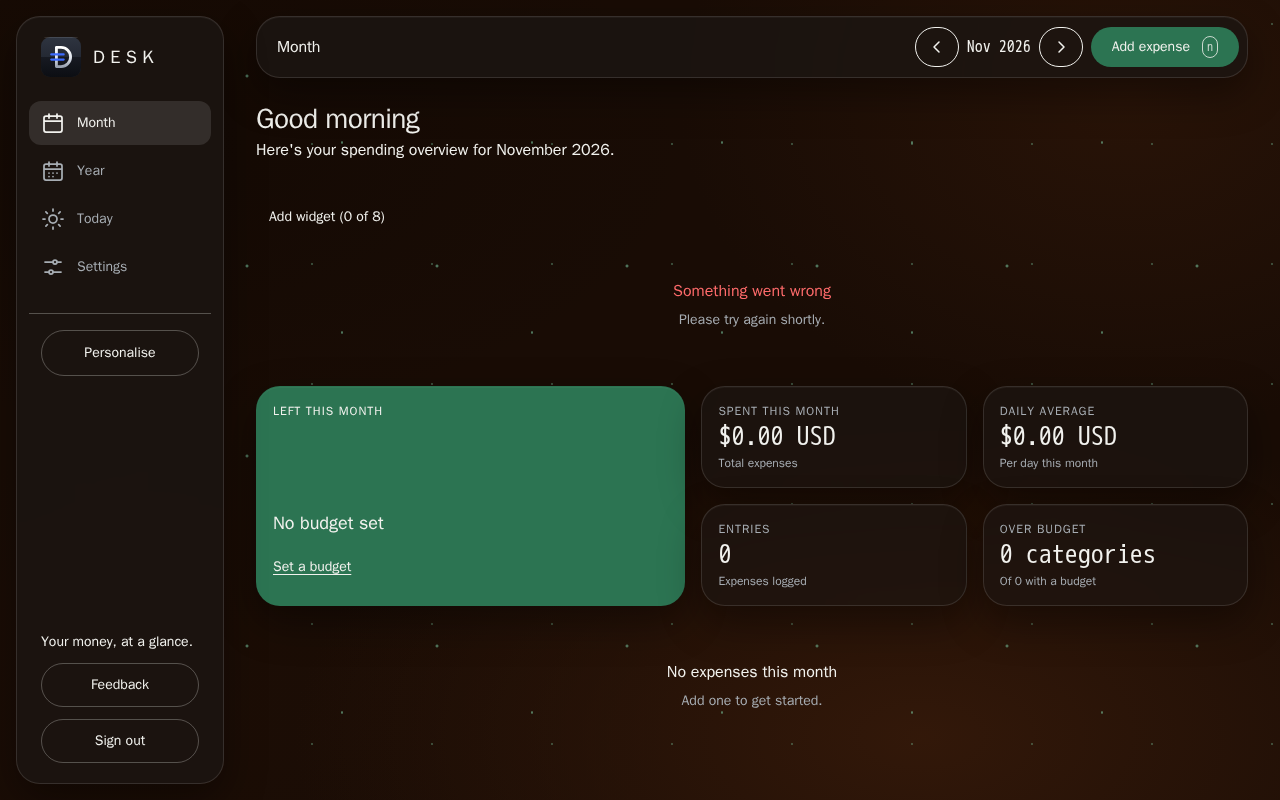 DESK
Month
Year
Today
Settings
Personalise
Your money, at a glance.
Feedback
Sign out
Month
Nov 2026
Add expense n
Good morning
Here's your spending overview for November 2026.
Add widget (0 of 8)
Something went wrong
Please try again shortly.
LEFT THIS MONTH
No budget set
Set a budget
SPENT THIS MONTH
$0.00 USD
Total expenses
DAILY AVERAGE
$0.00 USD
Per day this month
ENTRIES
0
Expenses logged
OVER BUDGET
0 categories
Of 0 with a budget
No expenses this month
Add one to get started.